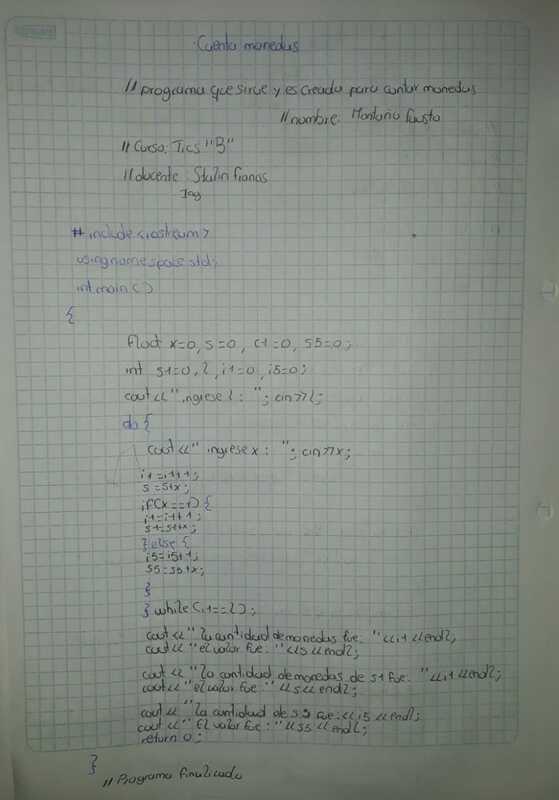 Cuenta monedas
// programa que sirve y es creado para contar monedas
// nombre: Montaño Fausto
// Curso: Tics "B"
// docente: Stalin
Ing
# include <iostream>
using namespace std;
int main ( )
{
float x=0, s=0, c1=0, s5=0;
int s1=0, l, i1=0, i5=0;
cout << " ingrese l : "; cin >> l;
do {
cout << " ingrese x : "; cin >> x;
i1=i1+1;
s=s+x;
if (x==1) {
i1=i1+1;
s1=s1+x;
} else {
i5=i5+1;
s5=s5+x;
}
} while (i1==l);
cout << " la cantidad de monedas fue: " << i1 << endl;
cout << " el valor fue: " << s << endl;
cout << " la cantidad de monedas de s1 fue: " << i1 << endl;
cout << " el valor fue: " << s << endl;
cout << " la cantidad de s5 fue: << i5 << endl;
cout << " El valor fue: " << s5 << endl;
return 0;
}
// Programa finalizado